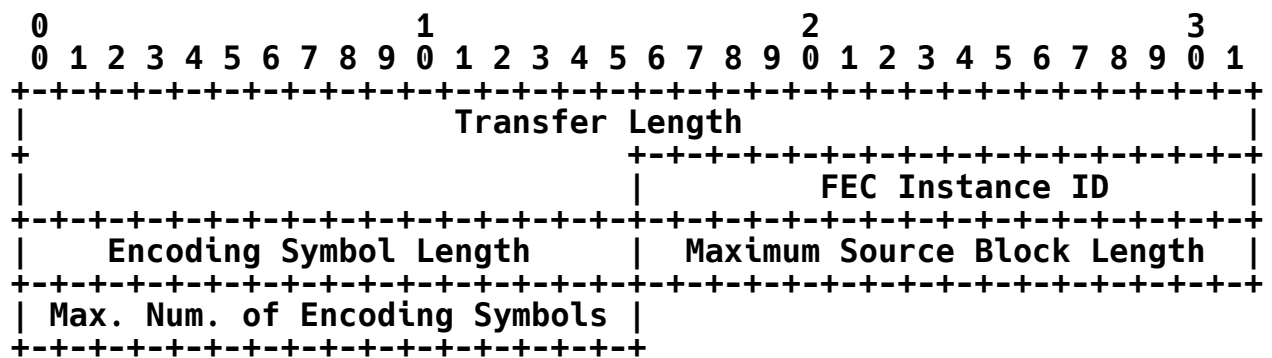 0                   1                   2                   3
 0 1 2 3 4 5 6 7 8 9 0 1 2 3 4 5 6 7 8 9 0 1 2 3 4 5 6 7 8 9 0 1
+-+-+-+-+-+-+-+-+-+-+-+-+-+-+-+-+-+-+-+-+-+-+-+-+-+-+-+-+-+-+-+-+
|                      Transfer Length                          |
+                               +-+-+-+-+-+-+-+-+-+-+-+-+-+-+-+-+
|                               |         FEC Instance ID       |
+-+-+-+-+-+-+-+-+-+-+-+-+-+-+-+-+-+-+-+-+-+-+-+-+-+-+-+-+-+-+-+-+
|    Encoding Symbol Length     |  Maximum Source Block Length  |
+-+-+-+-+-+-+-+-+-+-+-+-+-+-+-+-+-+-+-+-+-+-+-+-+-+-+-+-+-+-+-+-+
| Max. Num. of Encoding Symbols |
+-+-+-+-+-+-+-+-+-+-+-+-+-+-+-+-+